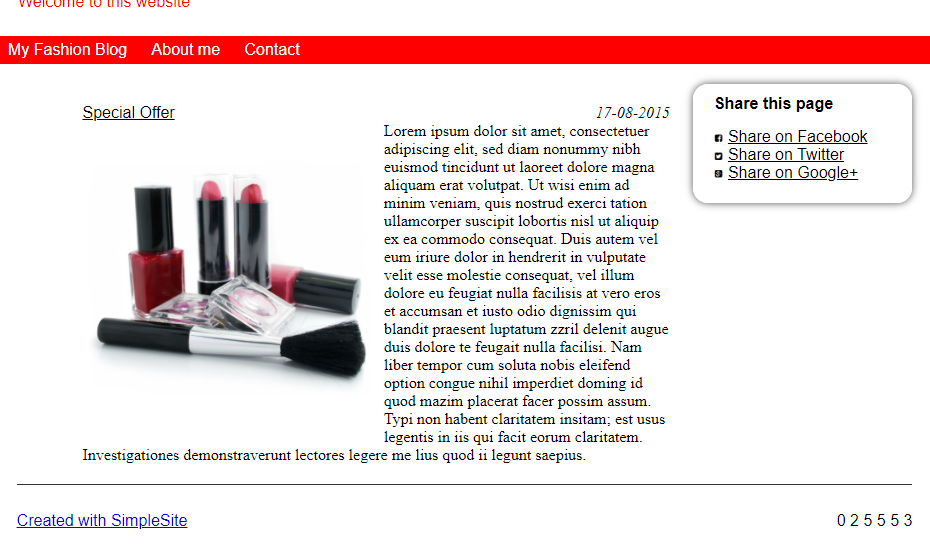 Welcome to this website
My Fashion Blog About me Contact
Special Offer 17-08-2015
Lorem ipsum dolor sit amet, consectetuer
adipiscing elit, sed diam nonummy nibh
euismod tincidunt ut laoreet dolore magna
aliquam erat volutpat. Ut wisi enim ad
minim veniam, quis nostrud exerci tation
ullamcorper suscipit lobortis nisl ut aliquip
ex ea commodo consequat. Duis autem vel
eum iriure dolor in hendrerit in vulputate
velit esse molestie consequat, vel illum
dolore eu feugiat nulla facilisis at vero eros
et accumsan et iusto odio dignissim qui
blandit praesent luptatum zzril delenit augue
duis dolore te feugait nulla facilisi. Nam
liber tempor cum soluta nobis eleifend
option congue nihil imperdiet doming id
quod mazim placerat facer possim assum.
Typi non habent claritatem insitam; est usus
legentis in iis qui facit eorum claritatem.
Investigationes demonstraverunt lectores legere me lius quod ii legunt saepius.
Share this page
Share on Facebook
Share on Twitter
Share on Google+
Created with SimpleSite 0 2 5 5 5 3